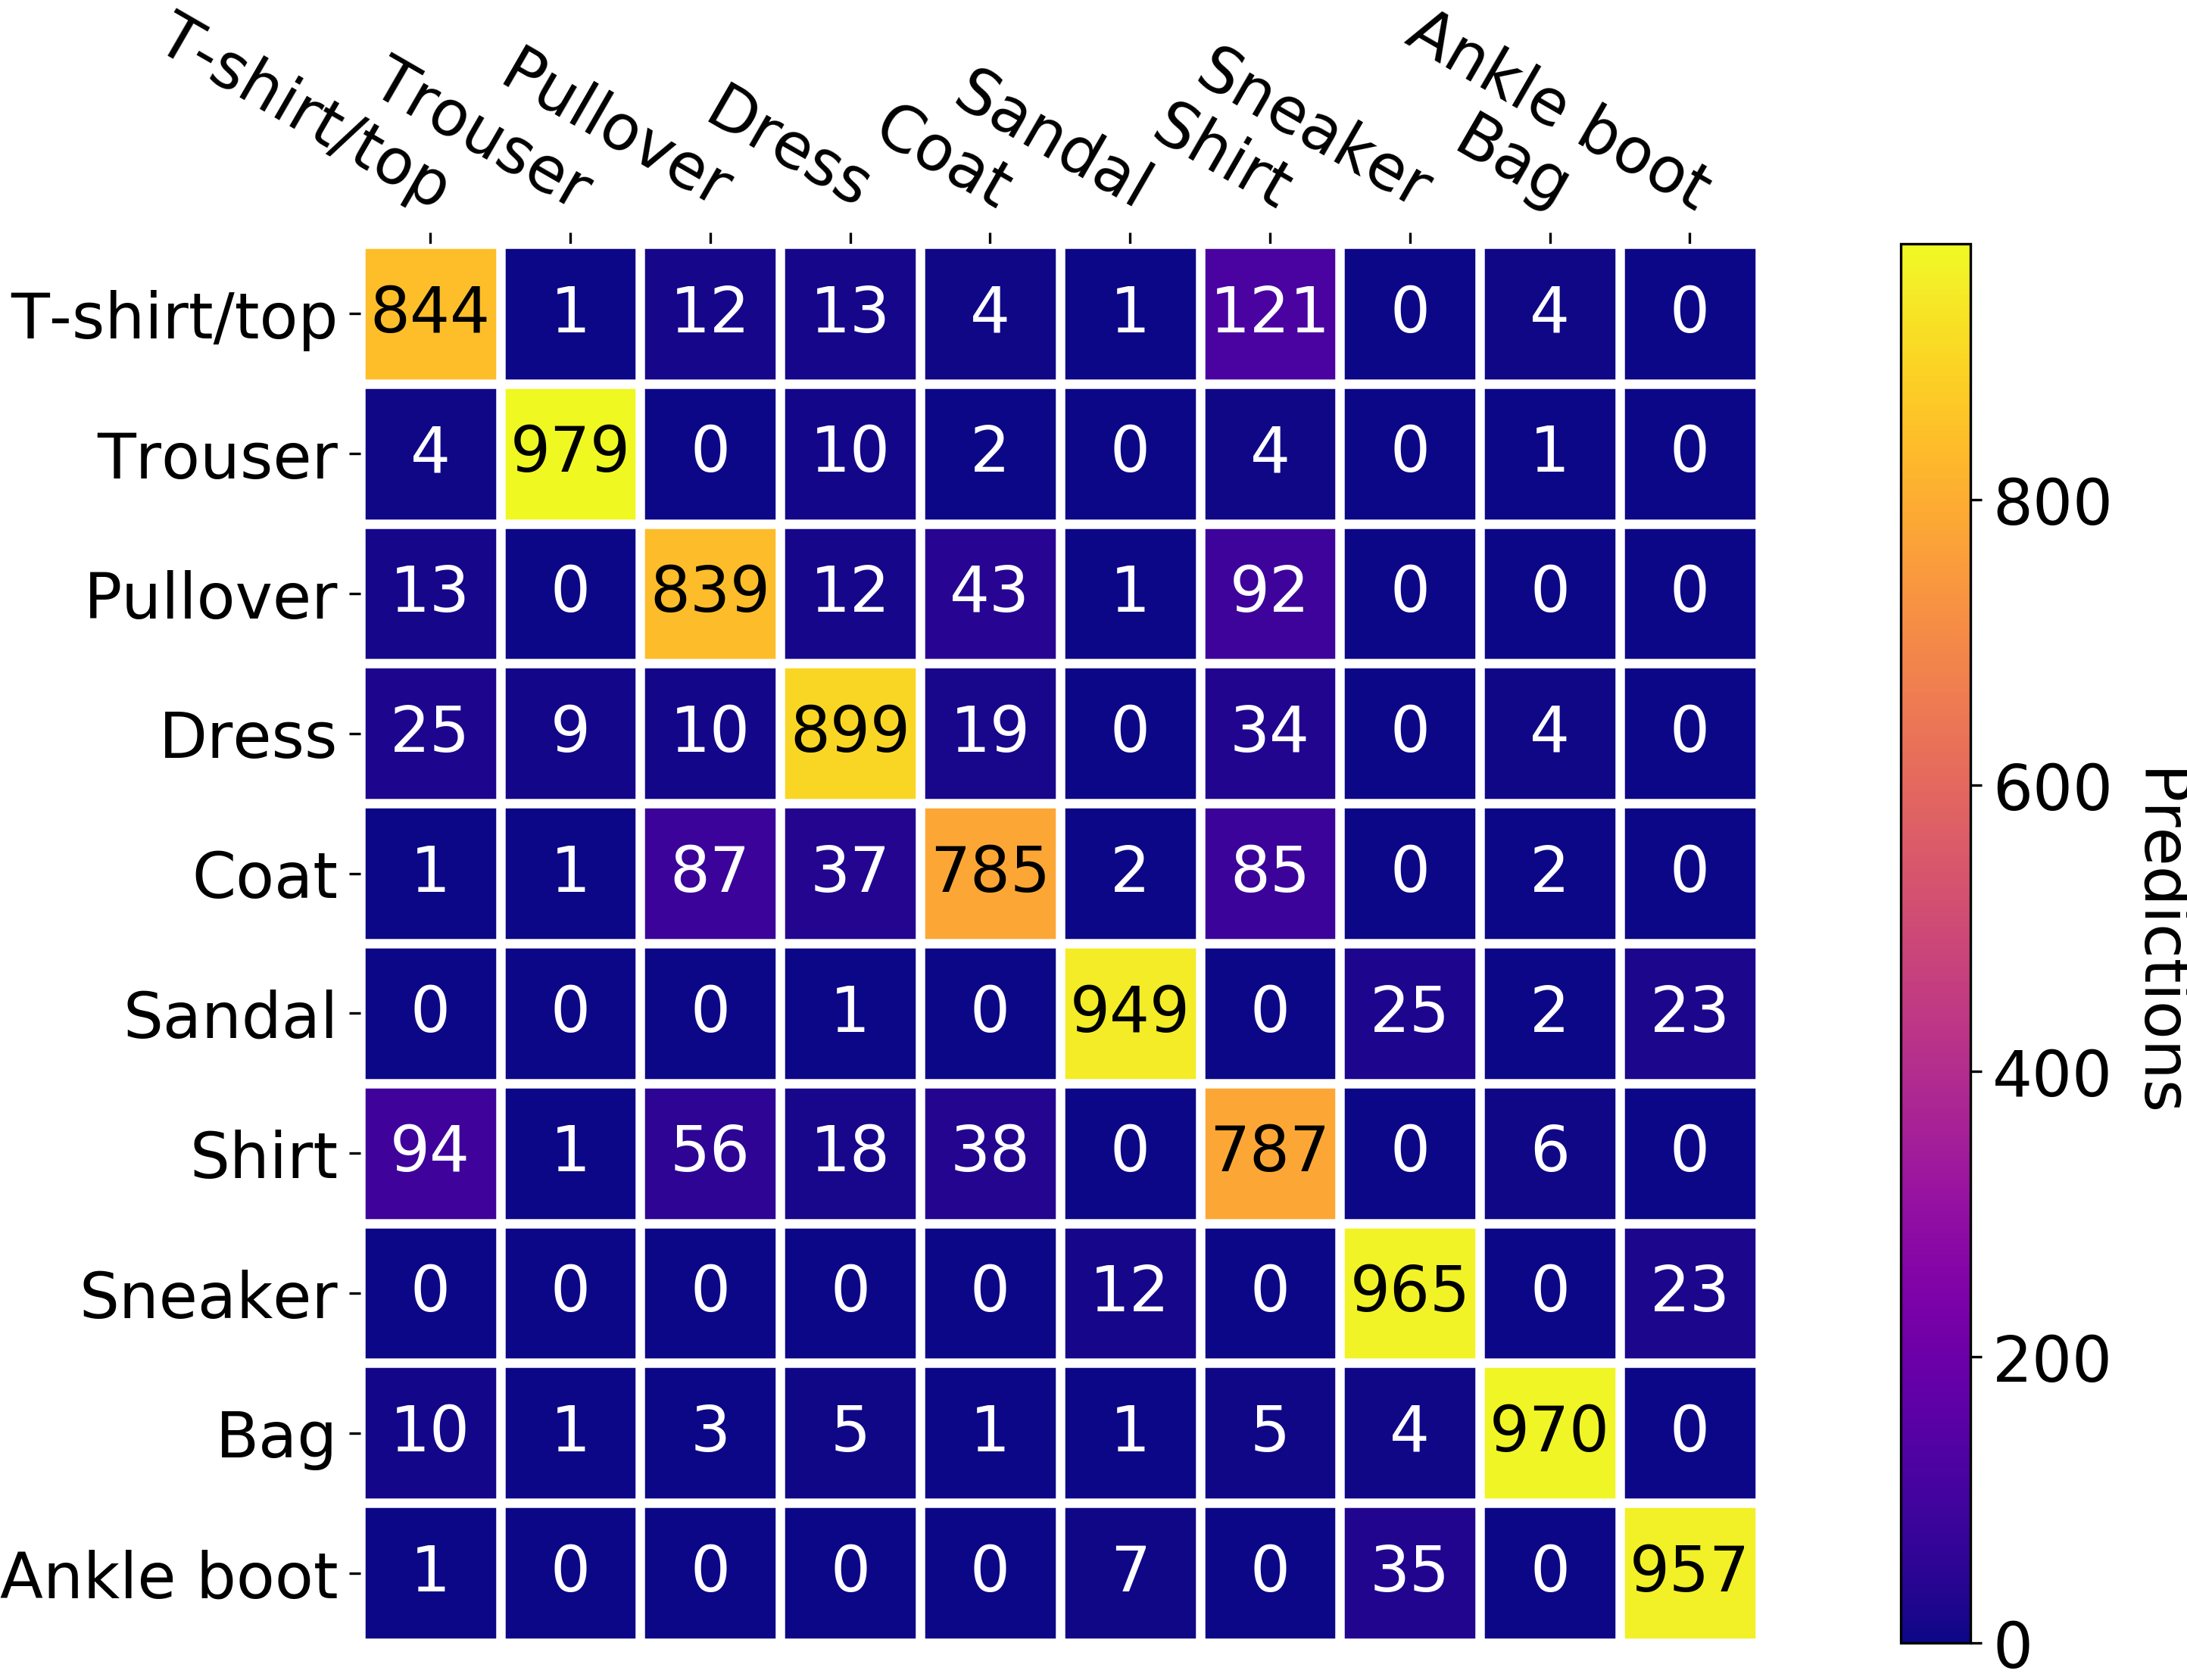 T-shirt/top
Trouser
Pullover
Dress
Coat
Sandal
Shirt
Sneaker
Bag
Ankle boot
T-shirt/top 844 1 12 13 4 1 121 0 4 0
Trouser 4 979 0 10 2 0 4 0 1 0
Pullover 13 0 839 12 43 1 92 0 0 0
Dress 25 9 10 899 19 0 34 0 4 0
Coat 1 1 87 37 785 2 85 0 2 0
Sandal 0 0 0 1 0 949 0 25 2 23
Shirt 94 1 56 18 38 0 787 0 6 0
Sneaker 0 0 0 0 0 12 0 965 0 23
Bag 10 1 3 5 1 1 5 4 970 0
Ankle boot 1 0 0 0 0 7 0 35 0 957
800
600
400
200
0
Predictions